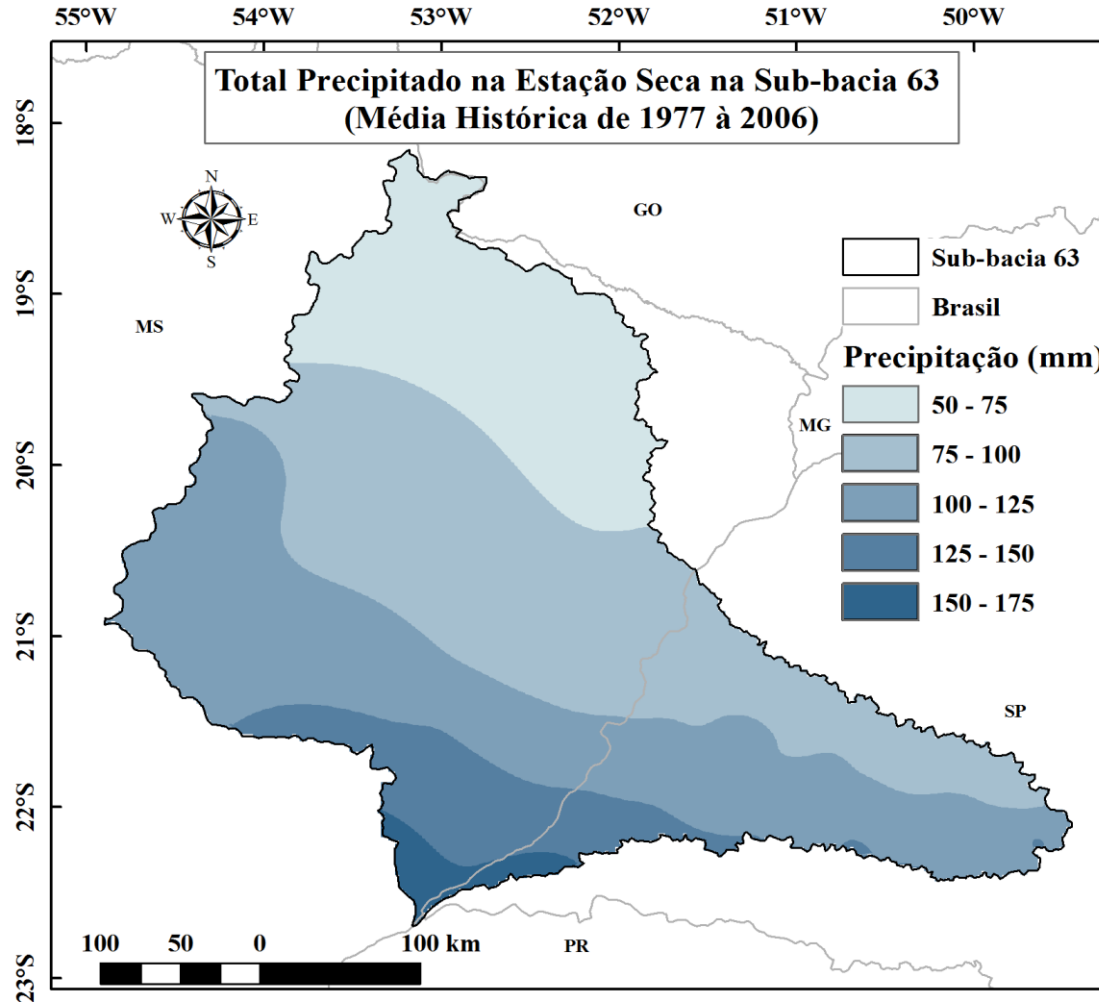 55°W 54°W 53°W 52°W 51°W 50°W
Total Precipitado na Estação Seca na Sub-bacia 63
(Média Histórica de 1977 à 2006)
18°S
N
W E
S
GO
Sub-bacia 63
19°S
Brasil
MS
Precipitação (mm)
50 - 75
MG
75 - 100
20°S
100 - 125
125 - 150
150 - 175
21°S
SP
22°S
100 50 0 100 km
PR
23°S